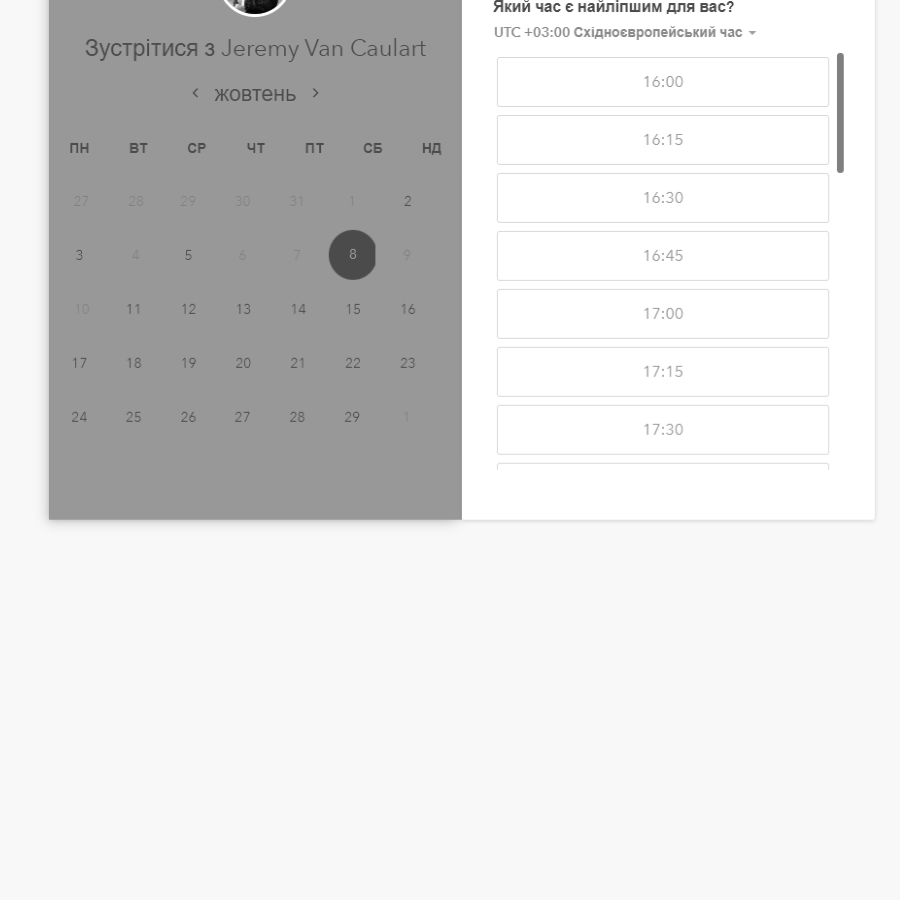 Зустрітися з Jeremy Van Caulart
жовтень
ПН ВТ СР ЧТ ПТ СБ НД
27 28 29 30 31 1 2
3 4 5 6 7 8 9
10 11 12 13 14 15 16
17 18 19 20 21 22 23
24 25 26 27 28 29 1
Який час є найліпшим для вас?
UTC +03:00 Східноєвропейський час
16:00
16:15
16:30
16:45
17:00
17:15
17:30